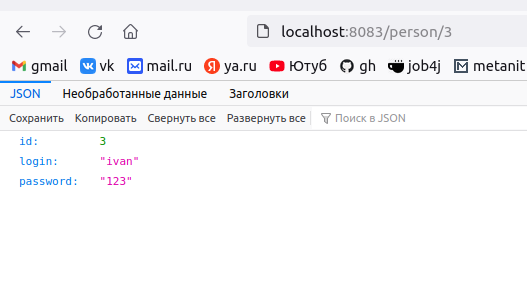 localhost:8083/person/3
gmail vk mail.ru ya.ru Ютуб gh job4j metanit
JSON Необработанные данные Заголовки
Сохранить Копировать Свернуть все Развернуть все Поиск в JSON
id: 3
login: "ivan"
password: "123"